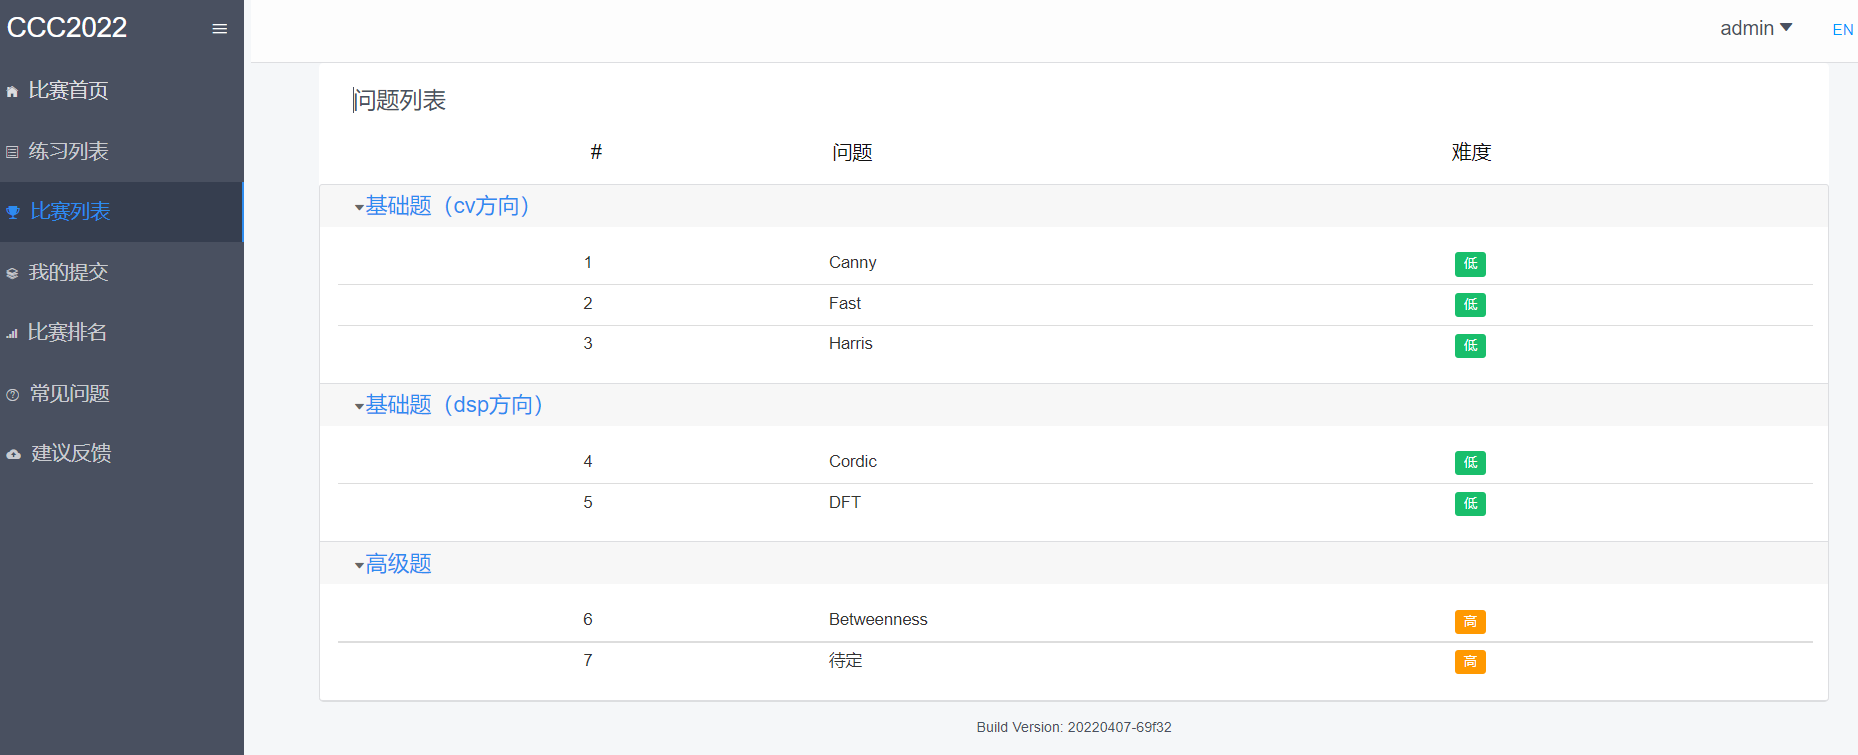 CCC2022
admin
EN
比赛首页
练习列表
比赛列表
我的提交
比赛排名
常见问题
建议反馈
问题列表
# 问题 难度
基础题（cv方向）
1 Canny 低
2 Fast 低
3 Harris 低
基础题（dsp方向）
4 Cordic 低
5 DFT 低
高级题
6 Betweenness 高
7 待定 高
Build Version: 20220407-69f32